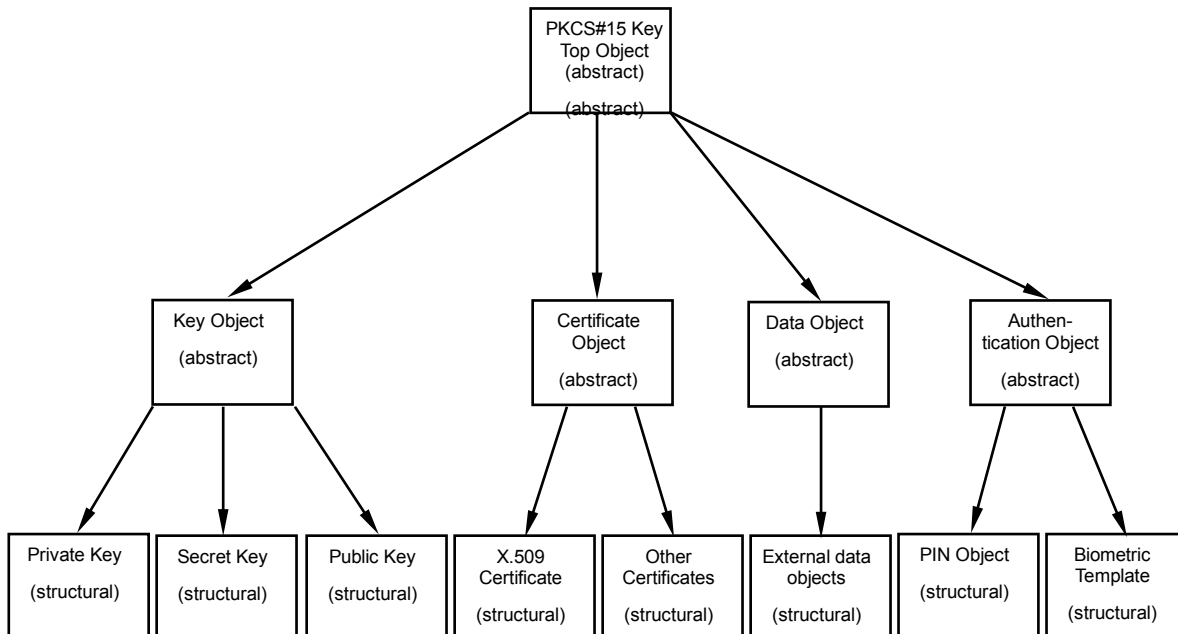 PKCS#15 Key
Top Object
(abstract)
(abstract)
Key Object
(abstract)
Certificate
Object
(abstract)
Data Object
(abstract)
Authen-
tication Object
(abstract)
Private Key
(structural)
Secret Key
(structural)
Public Key
(structural)
X.509
Certificate
(structural)
Other
Certificates
(structural)
External data
objects
(structural)
PIN Object
(structural)
Biometric
Template
(structural)